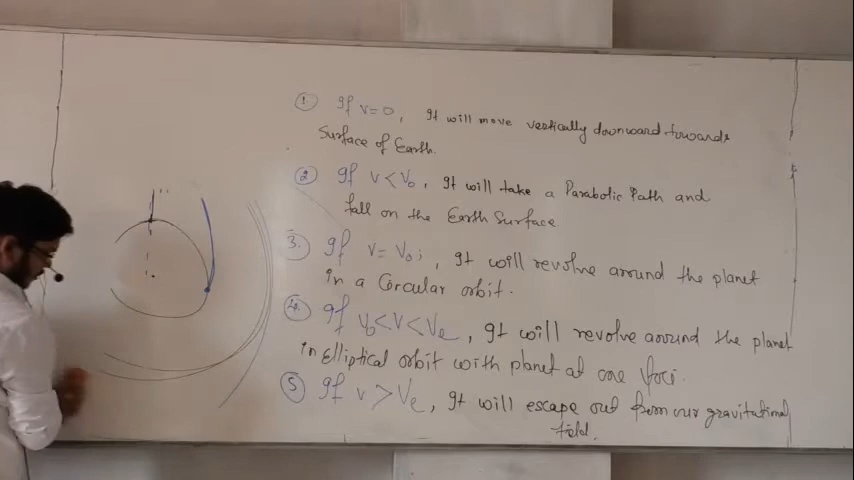 ① If v=0, It will move vertically downward towards
Surface of Earth.
② If v<V₀, It will take a Parabolic Path and
fall on the Earth Surface
3. If v=V₀; It will revolve around the planet
in a Circular orbit.
4. If V₀<V<Vₑ, It will revolve around the planet
in Elliptical orbit with planet at one foci.
⑤ If v>Vₑ, It will escape out from our gravitational
field.